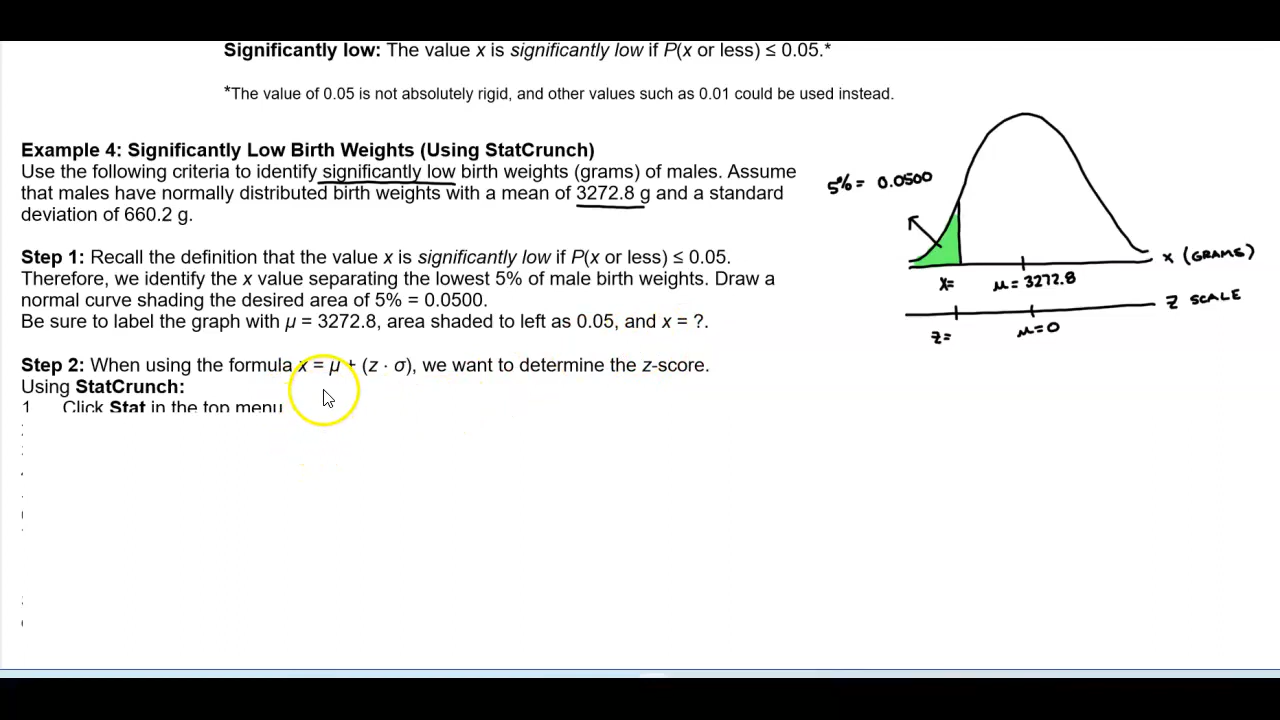 Significantly low: The value x is significantly low if P(x or less) ≤ 0.05.*
*The value of 0.05 is not absolutely rigid, and other values such as 0.01 could be used instead.
Example 4: Significantly Low Birth Weights (Using StatCrunch)
Use the following criteria to identify significantly low birth weights (grams) of males. Assume
that males have normally distributed birth weights with a mean of 3272.8 g and a standard
deviation of 660.2 g.
Step 1: Recall the definition that the value x is significantly low if P(x or less) ≤ 0.05.
Therefore, we identify the x value separating the lowest 5% of male birth weights. Draw a
normal curve shading the desired area of 5% = 0.0500.
Be sure to label the graph with μ = 3272.8, area shaded to left as 0.05, and x = ?.
Step 2: When using the formula x = μ + (z · σ), we want to determine the z-score.
Using StatCrunch:
1 Click Stat in the top menu
5% = 0.0500
x (GRAMS)
x= μ = 3272.8
z SCALE
z= μ=0